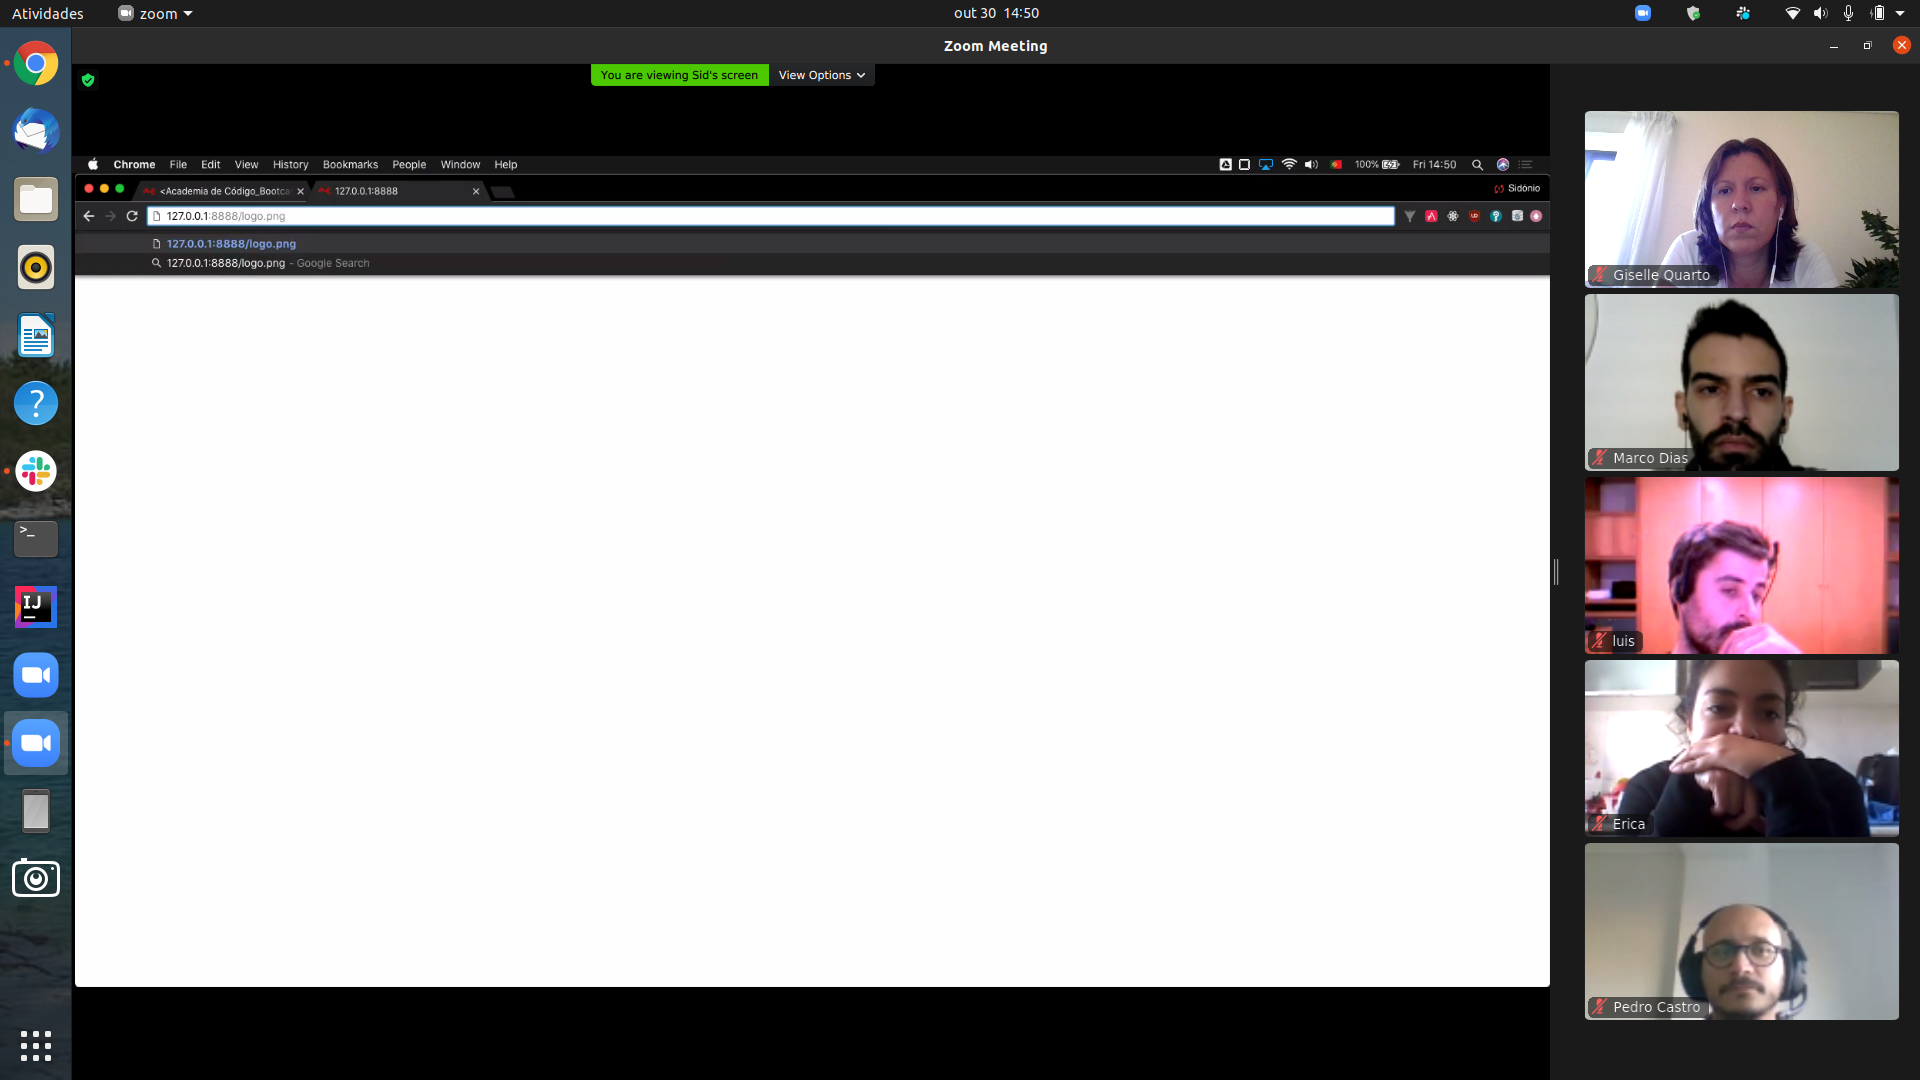 Atividades
zoom
out 30 14:50
Zoom Meeting
You are viewing Sid's screen
View Options
Chrome File Edit View History Bookmarks People Window Help
100%
Fri 14:50
<Academia de Código_Bootca
127.0.0.1:8888
Sidónio
127.0.0.1:8888/logo.png
127.0.0.1:8888/logo.png
127.0.0.1:8888/logo.png - Google Search
Giselle Quarto
Marco Dias
luis
Erica
Pedro Castro
?
>_
IJ